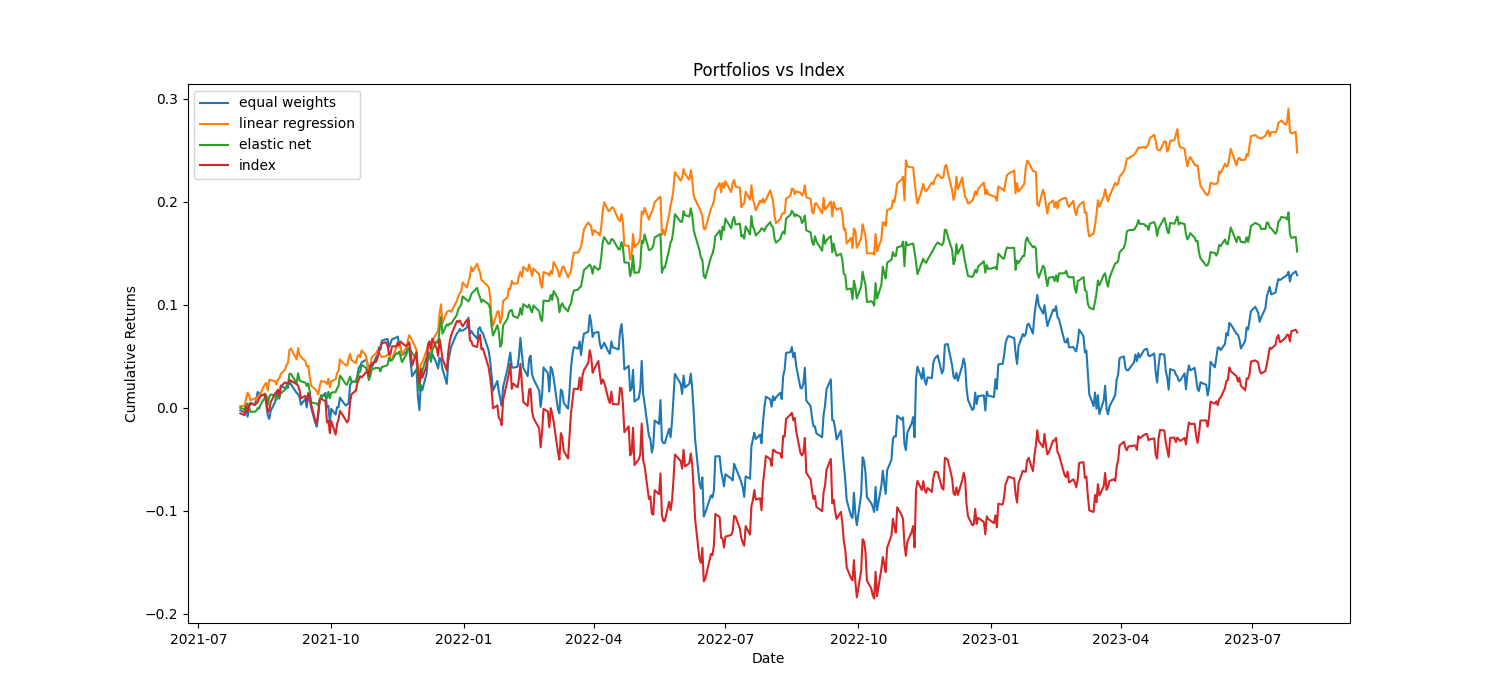 Portfolios vs Index
equal weights
linear regression
elastic net
index
Cumulative Returns
0.3
0.2
0.1
0.0
−0.1
−0.2
2021-07
2021-10
2022-01
2022-04
2022-07
2022-10
2023-01
2023-04
2023-07
Date